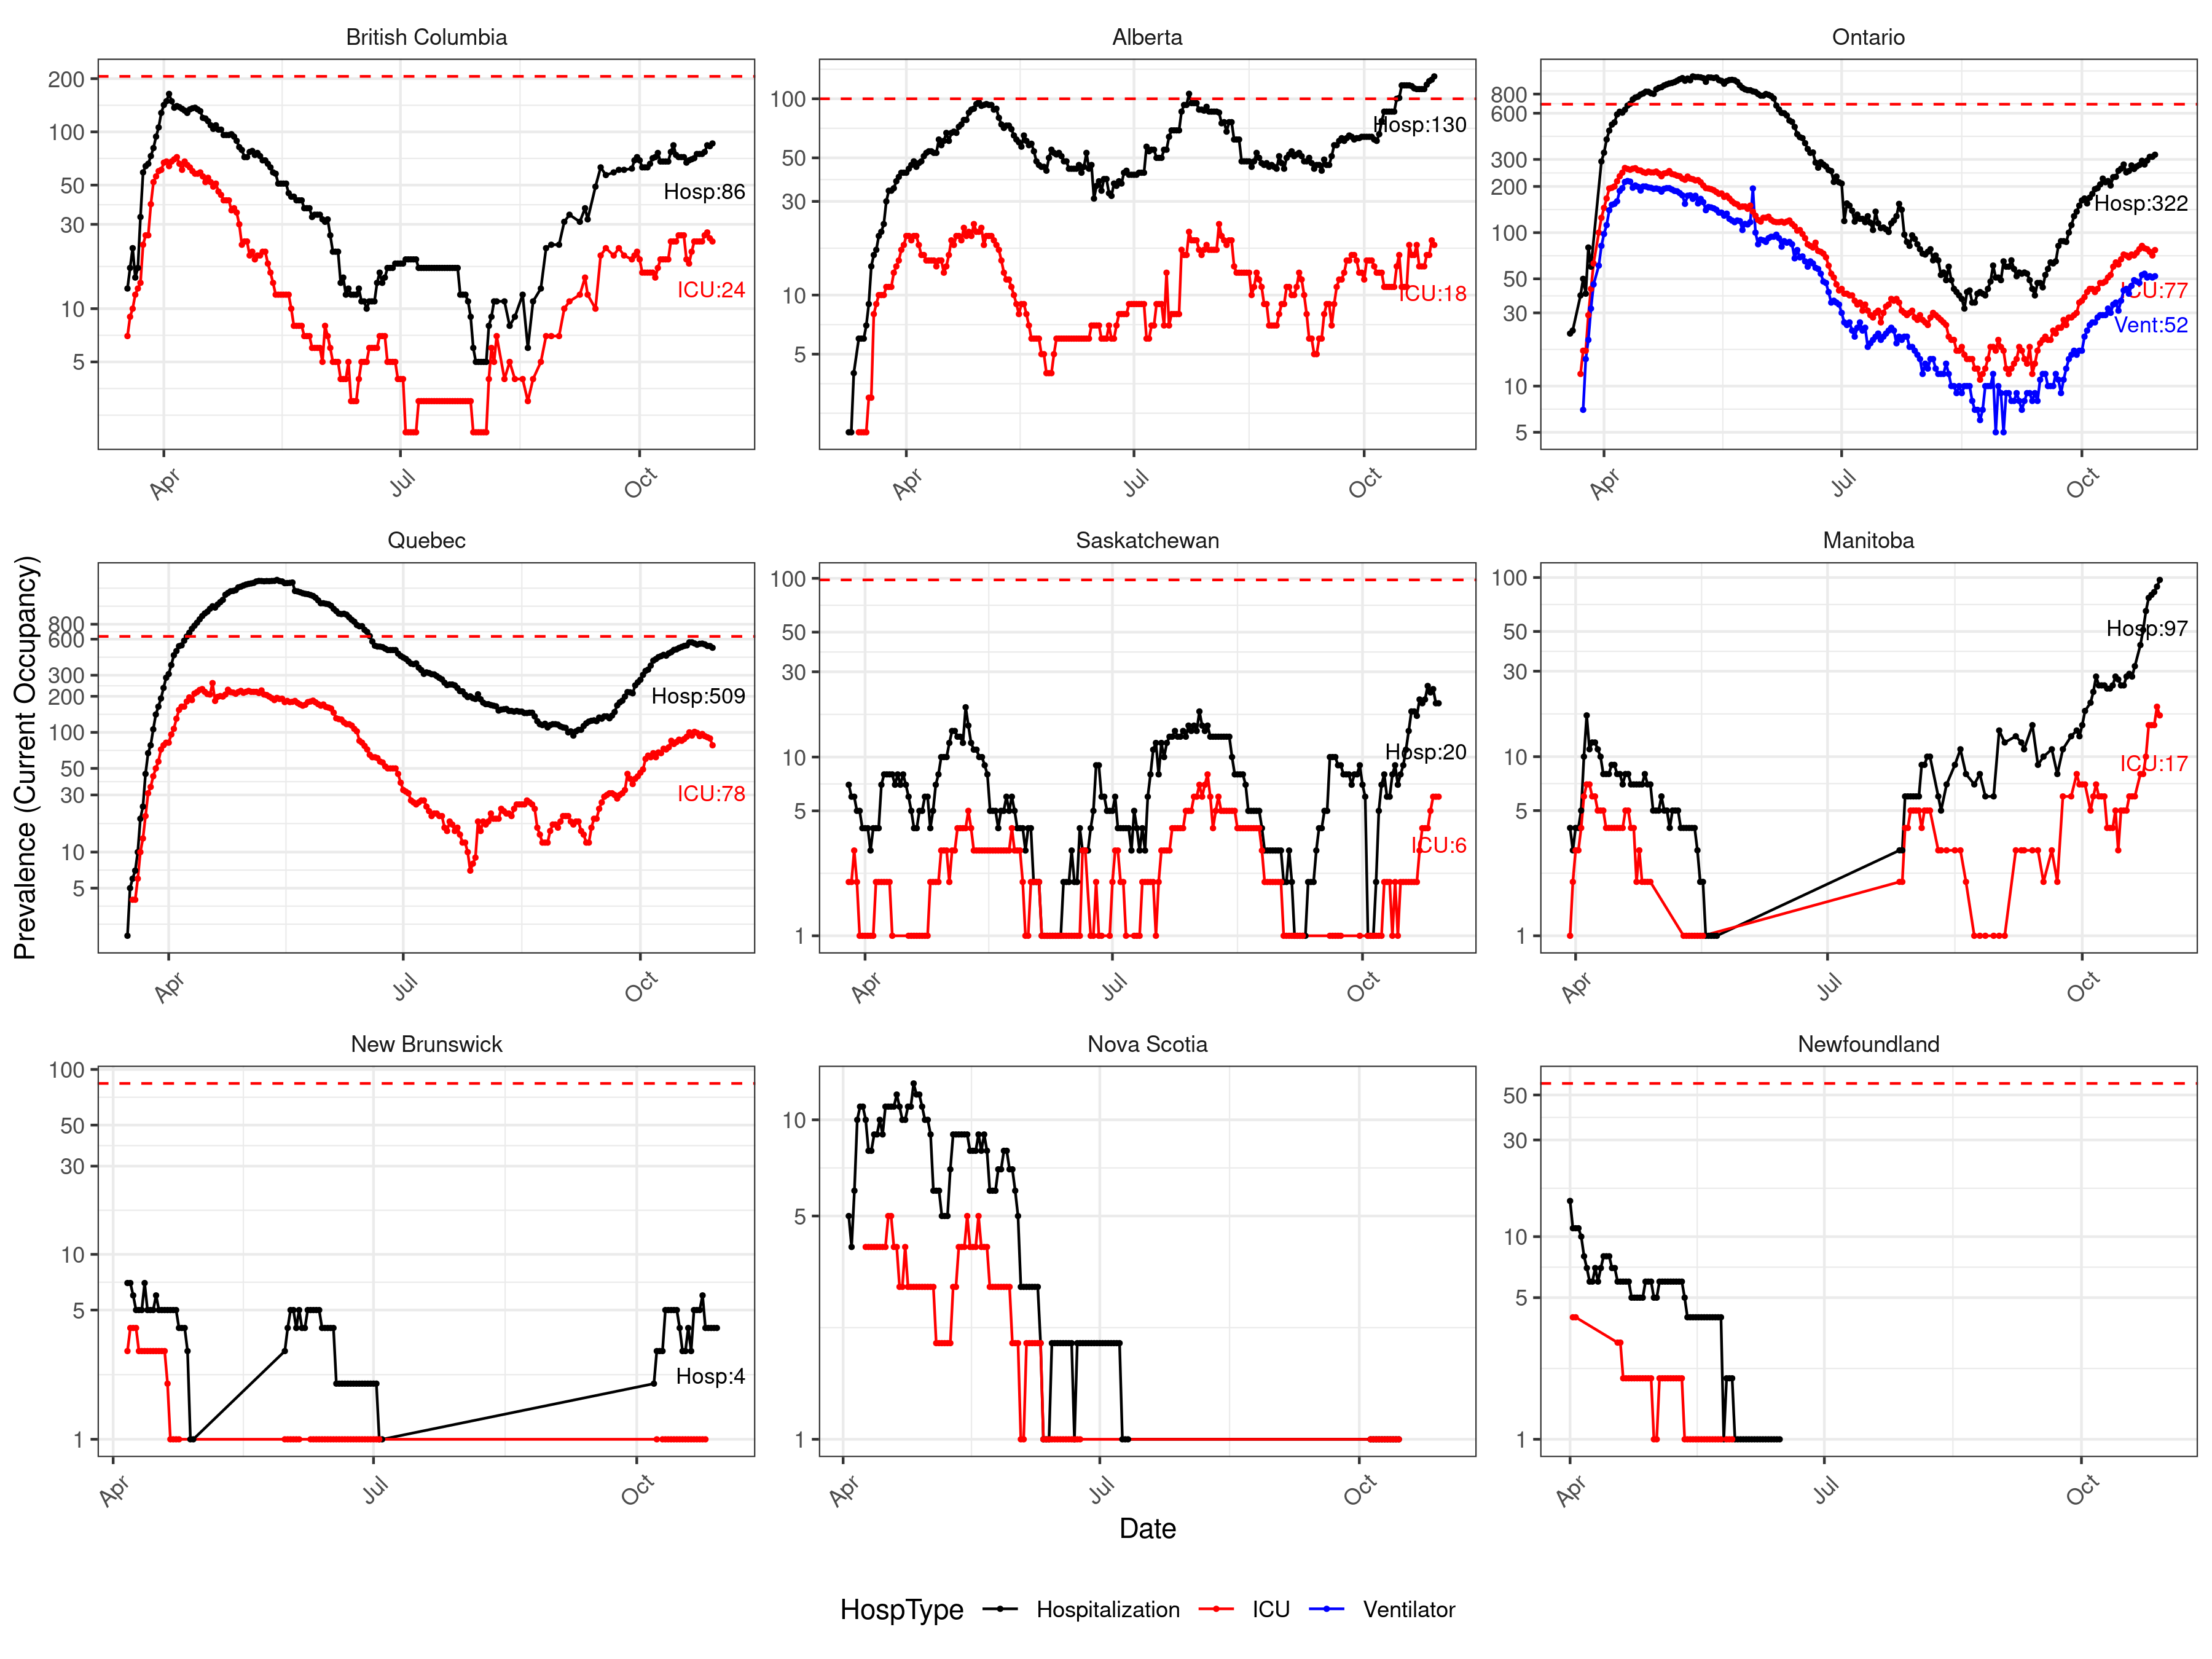 British Columbia
Alberta
Ontario
200
100
50
30
10
5
Hosp:86
ICU:24
Apr
Jul
Oct
100
50
30
10
5
Hosp:130
ICU:18
Apr
Jul
Oct
800
600
300
200
100
50
30
10
5
Hosp:322
ICU:77
Vent:52
Apr
Jul
Oct
Prevalence (Current Occupancy)
Quebec
Saskatchewan
Manitoba
800
600
300
200
100
50
30
10
5
Hosp:509
ICU:78
Apr
Jul
Oct
100
50
30
10
5
1
Hosp:20
ICU:6
Apr
Jul
Oct
100
50
30
10
5
1
Hosp:97
ICU:17
Apr
Jul
Oct
New Brunswick
Nova Scotia
Newfoundland
100
50
30
10
5
1
Hosp:4
Apr
Jul
Oct
10
5
1
Apr
Jul
Oct
50
30
10
5
1
Apr
Jul
Oct
Date
HospType Hospitalization ICU Ventilator